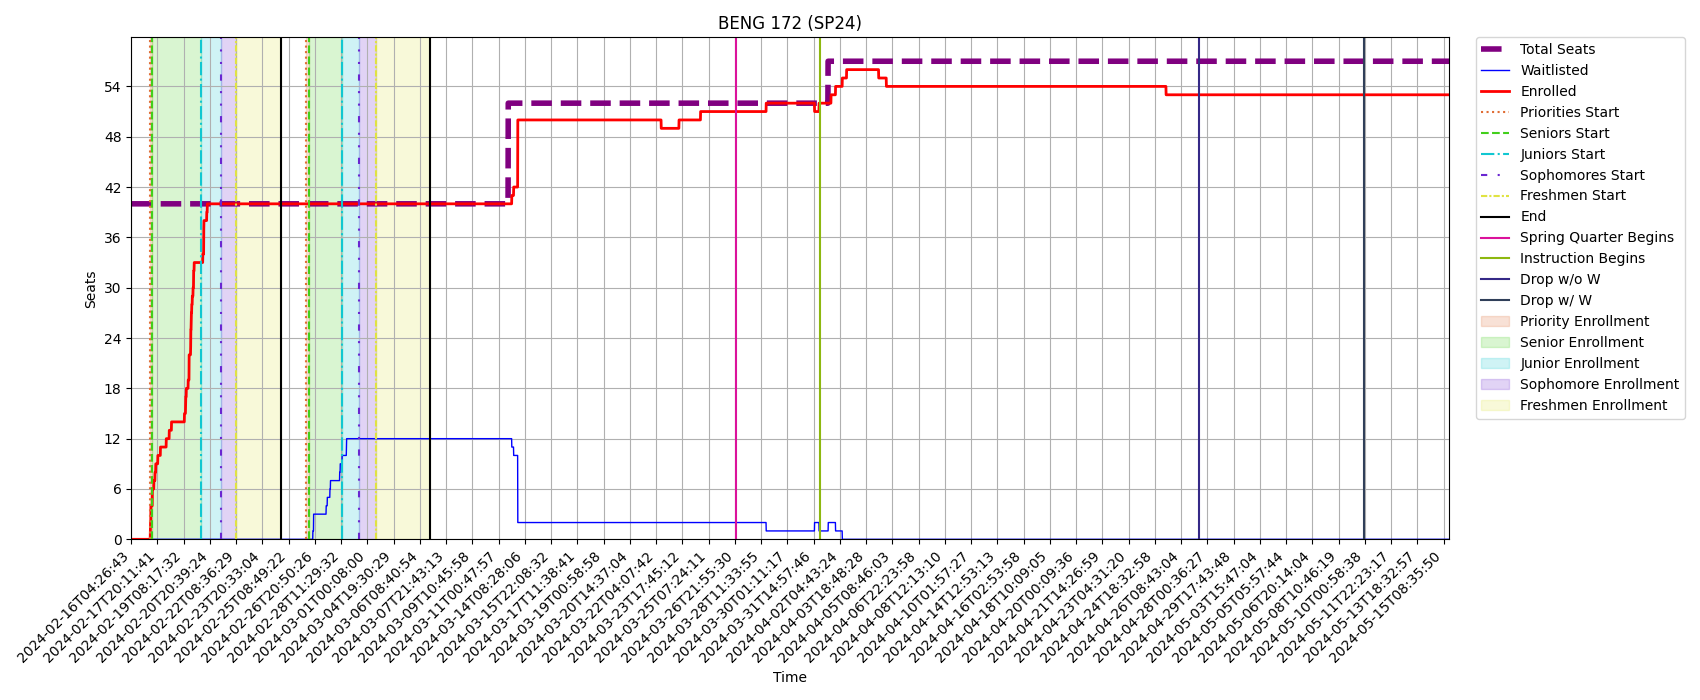 BENG 172 (SP24)
Seats
54
48
42
36
30
24
18
12
6
0
2024-02-16T04:26:43
2024-02-17T20:11:41
2024-02-19T08:17:32
2024-02-20T20:39:24
2024-02-22T08:36:29
2024-02-23T20:33:04
2024-02-25T08:49:22
2024-02-26T20:50:26
2024-02-28T11:29:32
2024-03-01T00:08:00
2024-03-04T19:30:29
2024-03-06T08:40:54
2024-03-07T21:43:13
2024-03-09T10:45:58
2024-03-11T00:47:57
2024-03-14T08:28:06
2024-03-15T22:08:32
2024-03-17T11:38:41
2024-03-19T00:58:58
2024-03-20T14:37:04
2024-03-22T04:07:42
2024-03-23T17:45:12
2024-03-25T07:24:11
2024-03-26T21:55:30
2024-03-28T11:33:55
2024-03-30T01:11:17
2024-03-31T14:57:46
2024-04-02T04:43:24
2024-04-03T18:48:28
2024-04-05T08:46:03
2024-04-06T22:23:58
2024-04-08T12:13:10
2024-04-10T01:57:27
2024-04-14T12:53:13
2024-04-16T02:53:58
2024-04-18T10:09:05
2024-04-20T00:09:36
2024-04-21T14:26:59
2024-04-23T04:31:20
2024-04-24T18:32:58
2024-04-26T08:43:04
2024-04-28T00:36:27
2024-04-29T17:43:48
2024-05-03T15:47:04
2024-05-05T05:57:44
2024-05-06T20:14:04
2024-05-08T10:46:19
2024-05-10T00:58:38
2024-05-11T22:23:17
2024-05-13T18:32:57
2024-05-15T08:35:50
Time
Total Seats
Waitlisted
Enrolled
Priorities Start
Seniors Start
Juniors Start
Sophomores Start
Freshmen Start
End
Spring Quarter Begins
Instruction Begins
Drop w/o W
Drop w/ W
Priority Enrollment
Senior Enrollment
Junior Enrollment
Sophomore Enrollment
Freshmen Enrollment